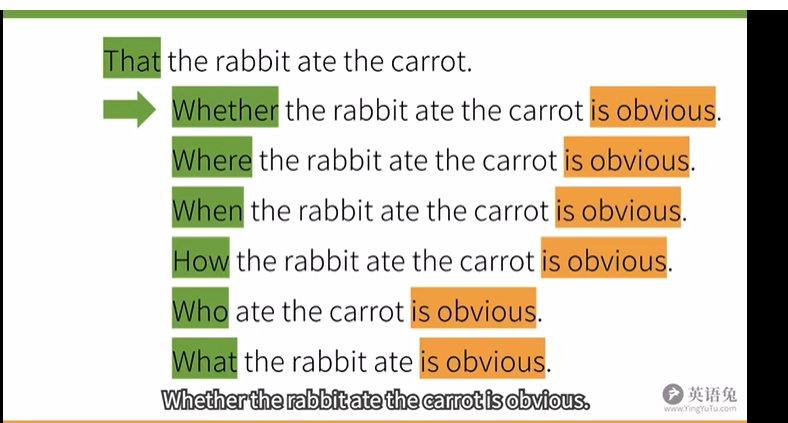 That the rabbit ate the carrot.
Whether the rabbit ate the carrot is obvious.
Where the rabbit ate the carrot is obvious.
When the rabbit ate the carrot is obvious.
How the rabbit ate the carrot is obvious.
Who ate the carrot is obvious.
What the rabbit ate is obvious.
Whether the rabbit ate the carrot is obvious.
英语兔
www.YingYuTu.com